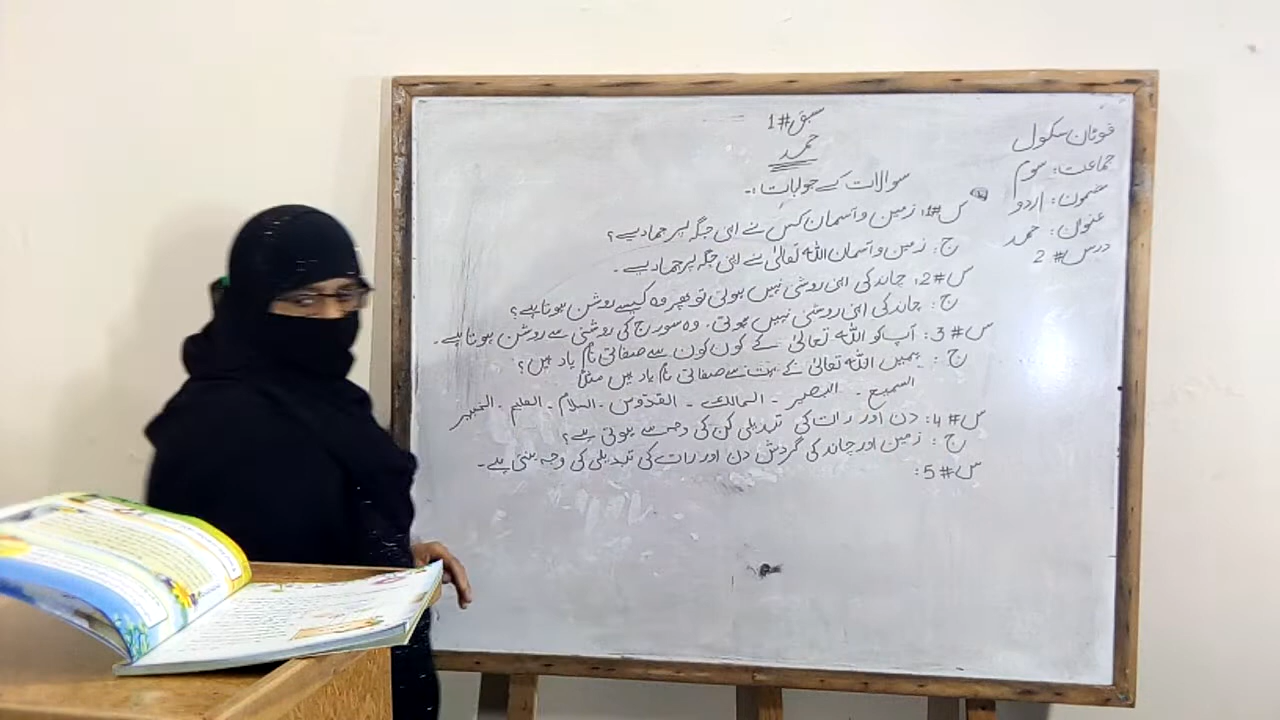 فوٹان سکول
جماعت: سوم
مضمون: اردو
عنوان: حمد
درس# 2
سبق# 1
حمد
سوالات کے جوابات :۔
س#1: زمین و آسمان کس نے اپنی جگہ پر جما دیے؟
ج: زمین و آسمان اللہ تعالیٰ نے اپنی جگہ پر جما دیے۔
س#2: چاند کی اپنی روشنی نہیں ہوتی تو پھر وہ کیسے روشن ہوتا ہے؟
ج: چاند کی اپنی روشنی نہیں ہوتی۔ وہ سورج کی روشنی سے روشن ہوتا ہے۔
س#3: آپ کو اللہ تعالیٰ کے کون کون سے صفاتی نام یاد ہیں؟
ج: ہمیں اللہ تعالیٰ کے بہت سے صفاتی نام یاد ہیں مثلاً
السمیع ۔ البصیر ۔ المالک ۔ القدوس ۔ السلام ۔ العلیم ۔ الخبیر
س#4: دن اور رات کی تبدیلی کن کی وجہ سے ہوتی ہے؟
ج: زمین اور چاند کی گردش دن اور رات کی تبدیلی کی وجہ بنتی ہے۔
س#5: